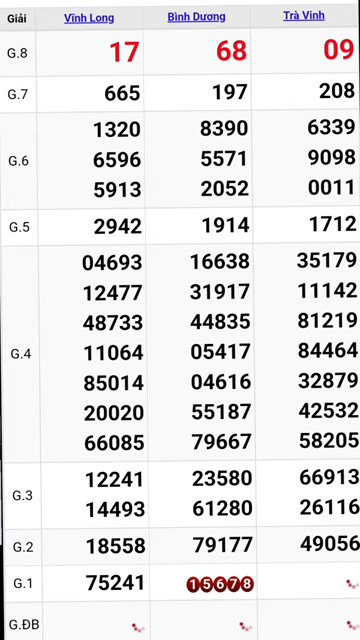 Giải Vĩnh Long Bình Dương Trà Vinh
G.8 17 68 09
G.7 665 197 208
1320 8390 6339
G.6 6596 5571 9098
5913 2052 0011
G.5 2942 1914 1712
04693 16638 35179
12477 31917 11142
48733 44835 81219
G.4 11064 05417 84464
85014 04616 32879
20020 55187 42532
66085 79667 58205
12241 23580 66913
G.3
14493 61280 26116
G.2 18558 79177 49056
G.1 75241 15678
G.ĐB